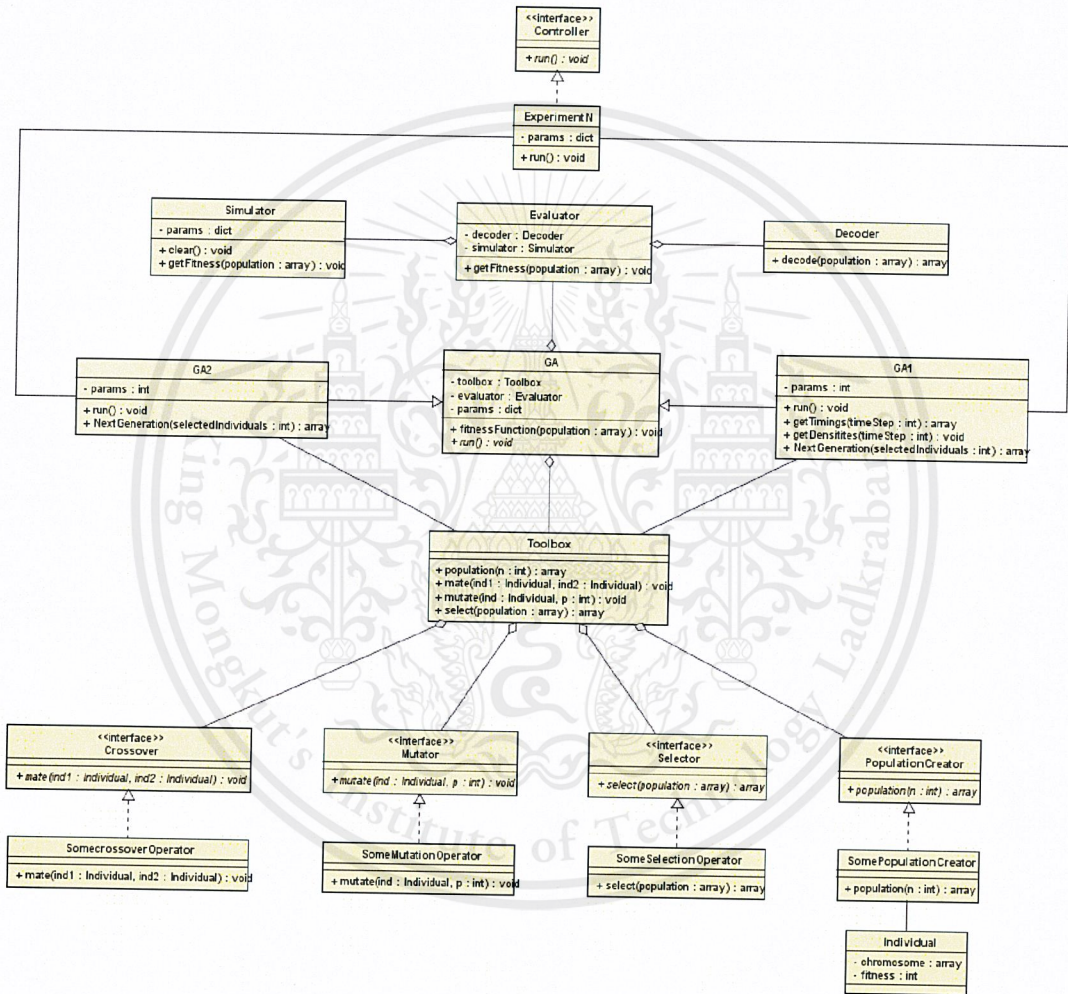 <<interface>>
Controller
+ run() : void
ExperimentN
- params : dict
+ run() : void
Simulator
- params : dict
+ clear() : void
+ getFitness(population : array) : void
Evaluator
- decoder : Decoder
- simulator : Simulator
+ getFitness(population : array) : void
Decoder
+ decode(population : array) : array
GA2
- params : int
+ run() : void
+ NextGeneration(selectedIndividuals : int) : array
GA
- toolbox : Toolbox
- evaluator : Evaluator
- params : dict
+ fitnessFunction(population : array) : void
+ run() : void
GA1
- params : int
+ run() : void
+ getTimings(timeStep : int) : array
+ getDensitites(timeStep : int) : void
+ NextGeneration(selectedIndividuals : int) : array
Toolbox
+ population(n : int) : array
+ mate(ind1 : Individual, ind2 : Individual) : void
+ mutate(ind : Individual, p : int) : void
+ select(population : array) : array
<<interface>>
Crossover
+ mate(ind1 : Individual, ind2 : Individual) : void
<<interface>>
Mutator
+ mutate(ind : Individual, p : int) : void
<<interface>>
Selector
+ select(population : array) : array
<<interface>>
PopulationCreator
+ population(n : int) : array
SomecrossoverOperator
+ mate(ind1 : Individual, ind2 : Individual) : void
SomeMutationOperator
+ mutate(ind : Individual, p : int) : void
SomeSelectionOperator
+ select(population : array) : array
SomePopulationCreator
+ population(n : int) : array
Individual
- chromosome : array
- fitness : int
King Mongkut's Institute of Technology Ladkrabang